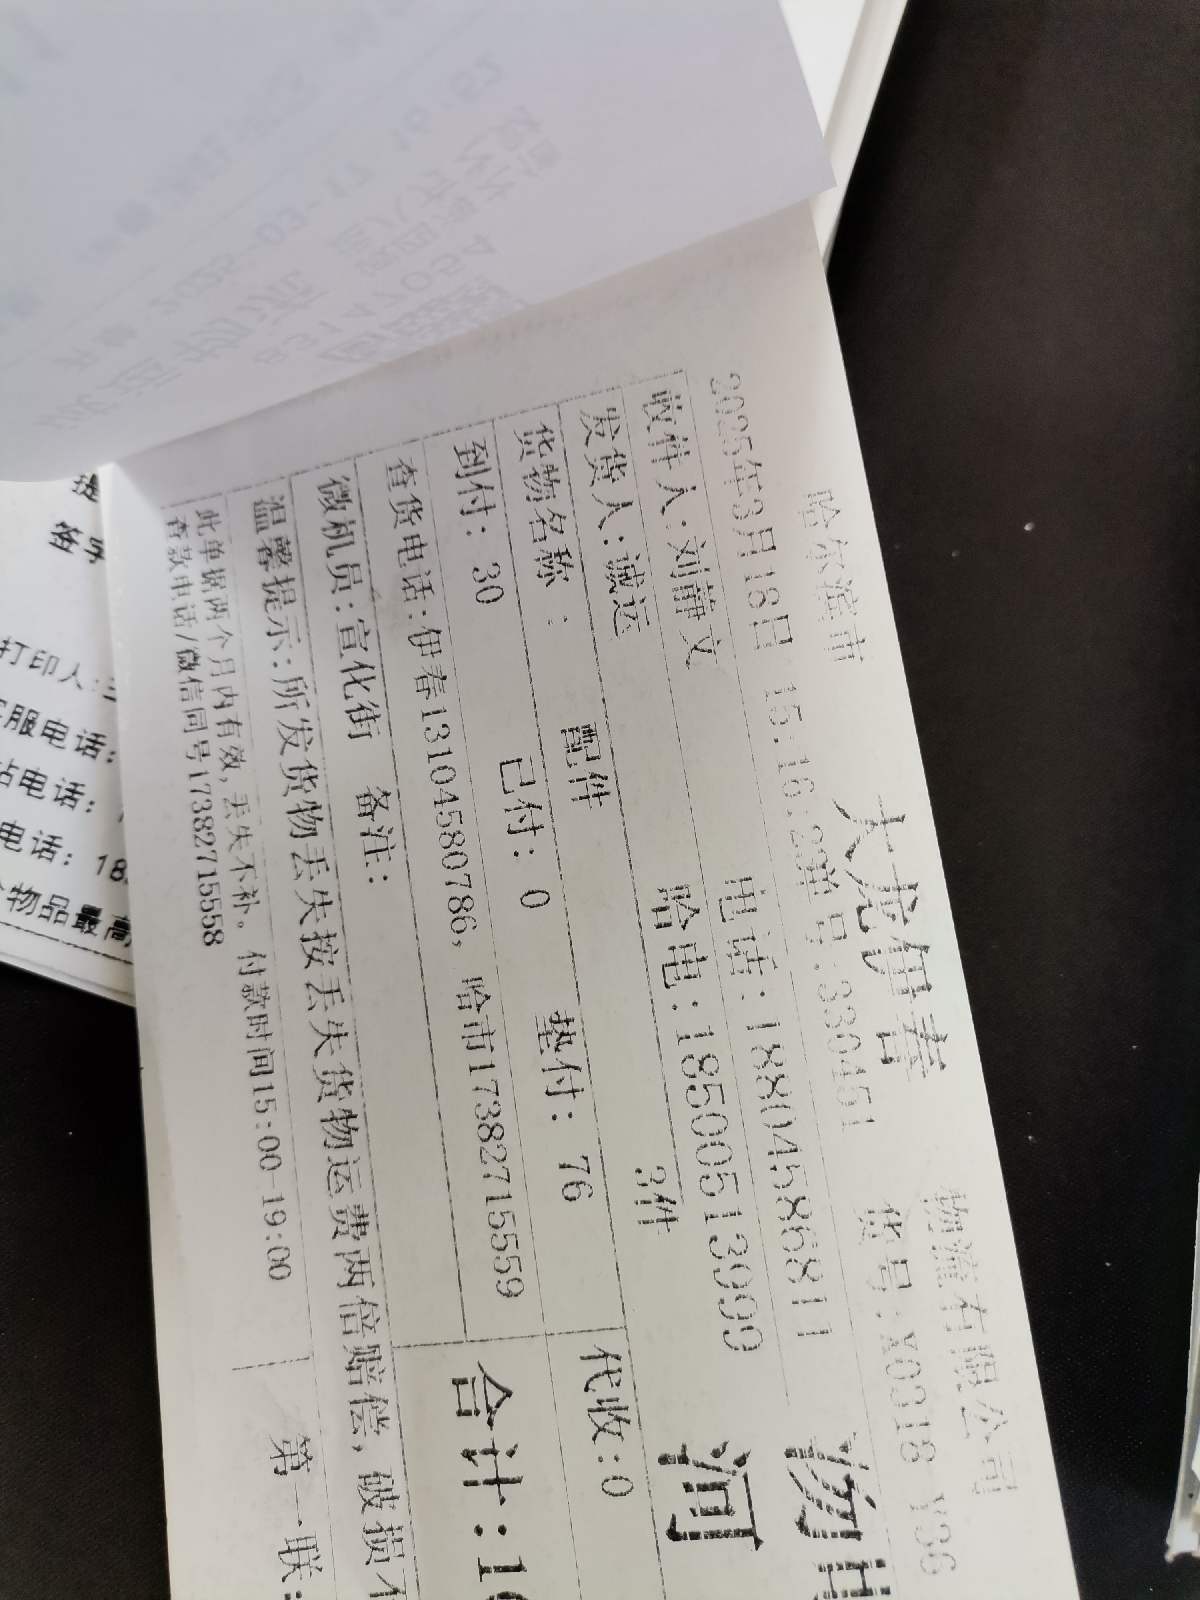 哈尔滨市 大龙伊春 物流有限公司
2025年3月18日 15:16:2单号:330451 货号:X0318 Y36
收件人:刘静文 电话:18804586811
发货人:诚运 哈电:18500513999
货物名称: 配件 3件
到付: 30 已付: 0 垫付: 76 代收:0
查货电话:伊春13104580786, 哈市17382715559 合计:1
微机员:宣化街 备注:
温馨提示:所发货物丢失按丢失货物运费两倍赔偿,破损不
此单据两个月内有效,丢失不补。付款时间15:00-19:00 第一联:
查款电话/微信同号17382715558
提
签
打印人:
服电话:
站电话:
电话: 18
物品最高